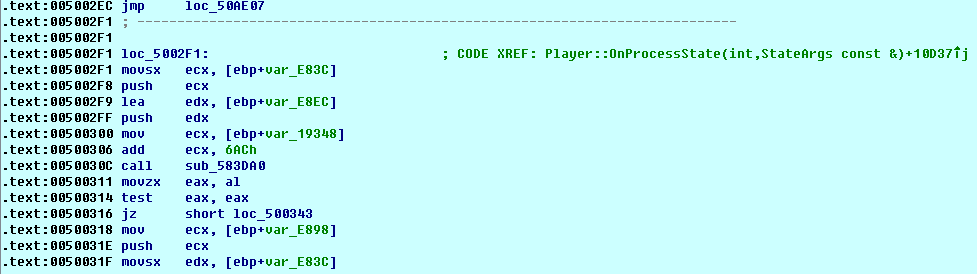 .text:005002EC jmp loc_50AE07
.text:005002F1 ; ---------------------------------------------------------------------------
.text:005002F1
.text:005002F1 loc_5002F1: ; CODE XREF: Player::OnProcessState(int,StateArgs const &)+10D37↑j
.text:005002F1 movsx ecx, [ebp+var_E83C]
.text:005002F8 push ecx
.text:005002F9 lea edx, [ebp+var_E8EC]
.text:005002FF push edx
.text:00500300 mov ecx, [ebp+var_19348]
.text:00500306 add ecx, 6ACh
.text:0050030C call sub_583DA0
.text:00500311 movzx eax, al
.text:00500314 test eax, eax
.text:00500316 jz short loc_500343
.text:00500318 mov ecx, [ebp+var_E898]
.text:0050031E push ecx
.text:0050031F movsx edx, [ebp+var_E83C]